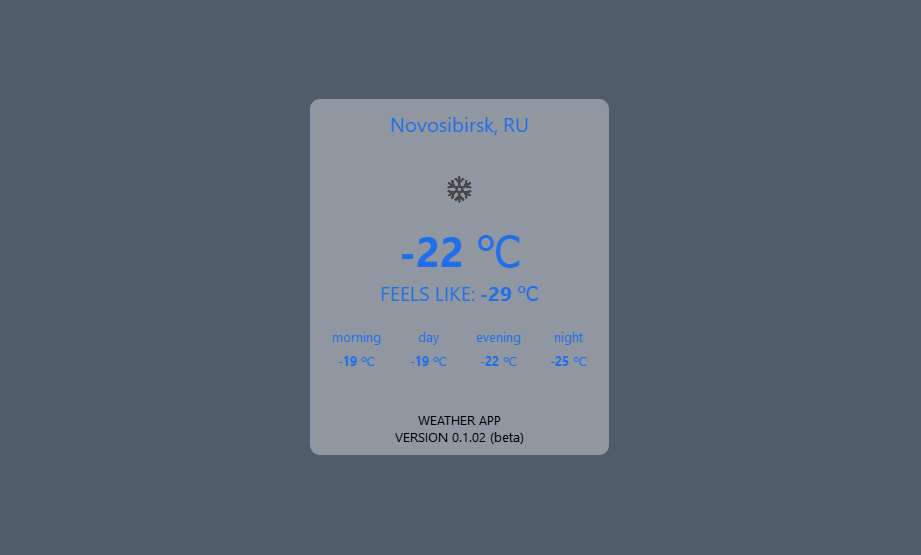 Novosibirsk, RU
-22 ºC
FEELS LIKE: -29 ºC
morning day evening night
-19 ºC -19 ºC -22 ºC -25 ºC
WEATHER APP
VERSION 0.1.02 (beta)